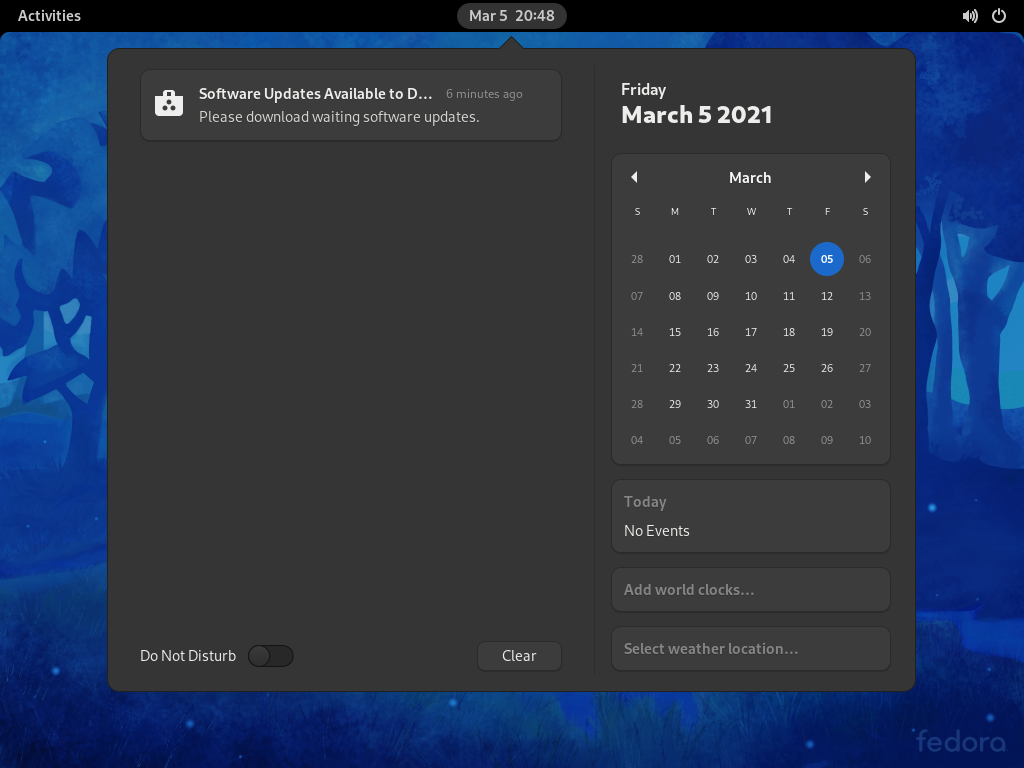 Activities
Mar 5 20:48
Software Updates Available to D... 6 minutes ago
Please download waiting software updates.
Do Not Disturb
Clear
Friday
March 5 2021
March
S M T W T F S
28 01 02 03 04 05 06
07 08 09 10 11 12 13
14 15 16 17 18 19 20
21 22 23 24 25 26 27
28 29 30 31 01 02 03
04 05 06 07 08 09 10
Today
No Events
Add world clocks...
Select weather location...
fedora